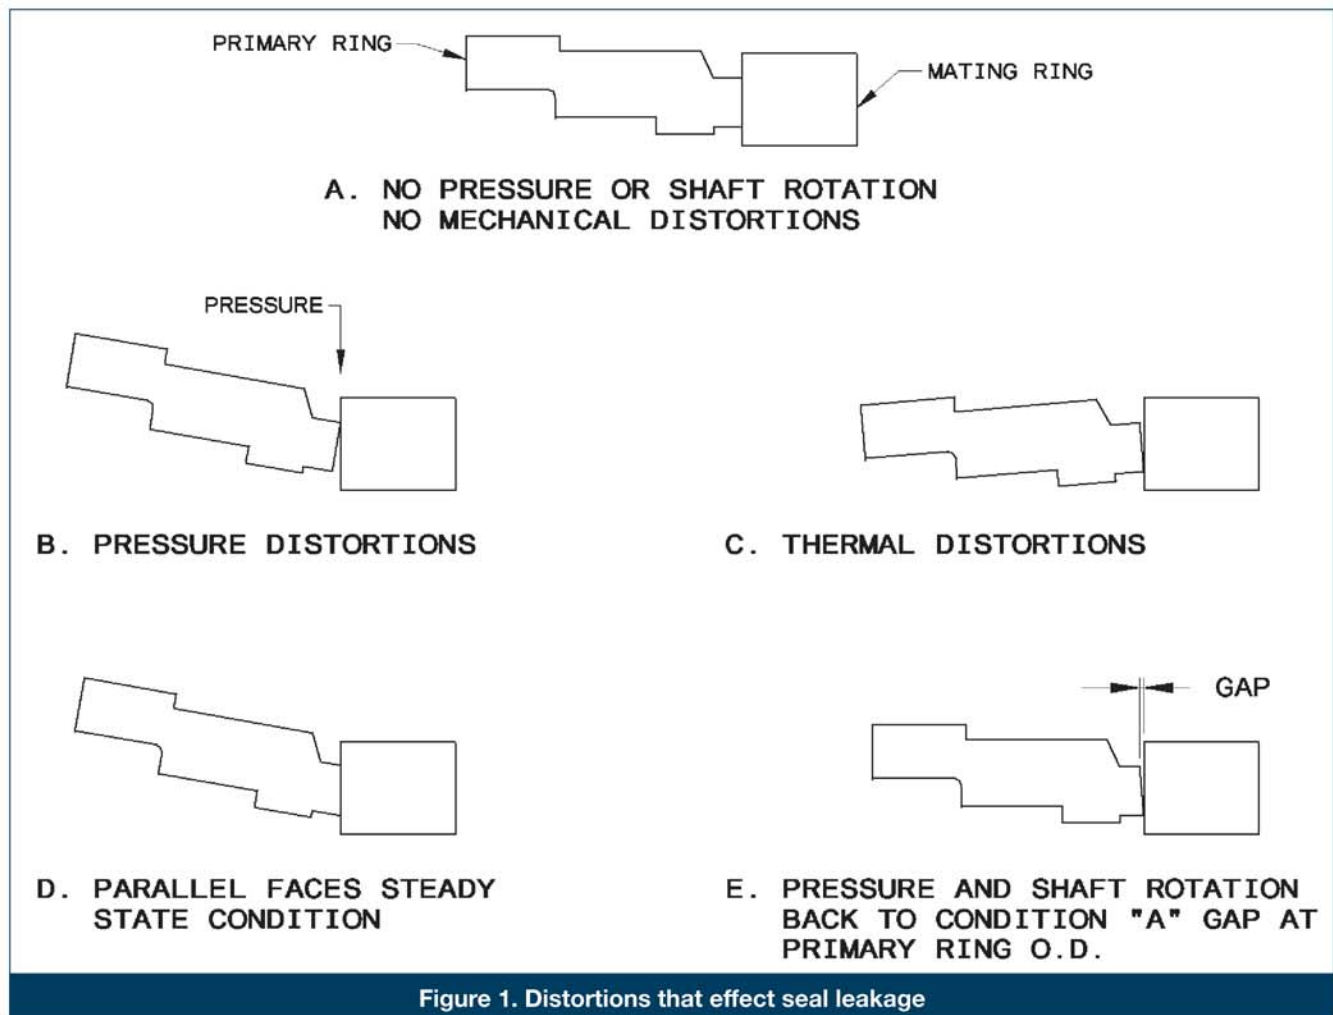 PRIMARY RING
MATING RING
A. NO PRESSURE OR SHAFT ROTATION
NO MECHANICAL DISTORTIONS
PRESSURE
B. PRESSURE DISTORTIONS
C. THERMAL DISTORTIONS
GAP
D. PARALLEL FACES STEADY
STATE CONDITION
E. PRESSURE AND SHAFT ROTATION
BACK TO CONDITION "A" GAP AT
PRIMARY RING O.D.
Figure 1. Distortions that effect seal leakage